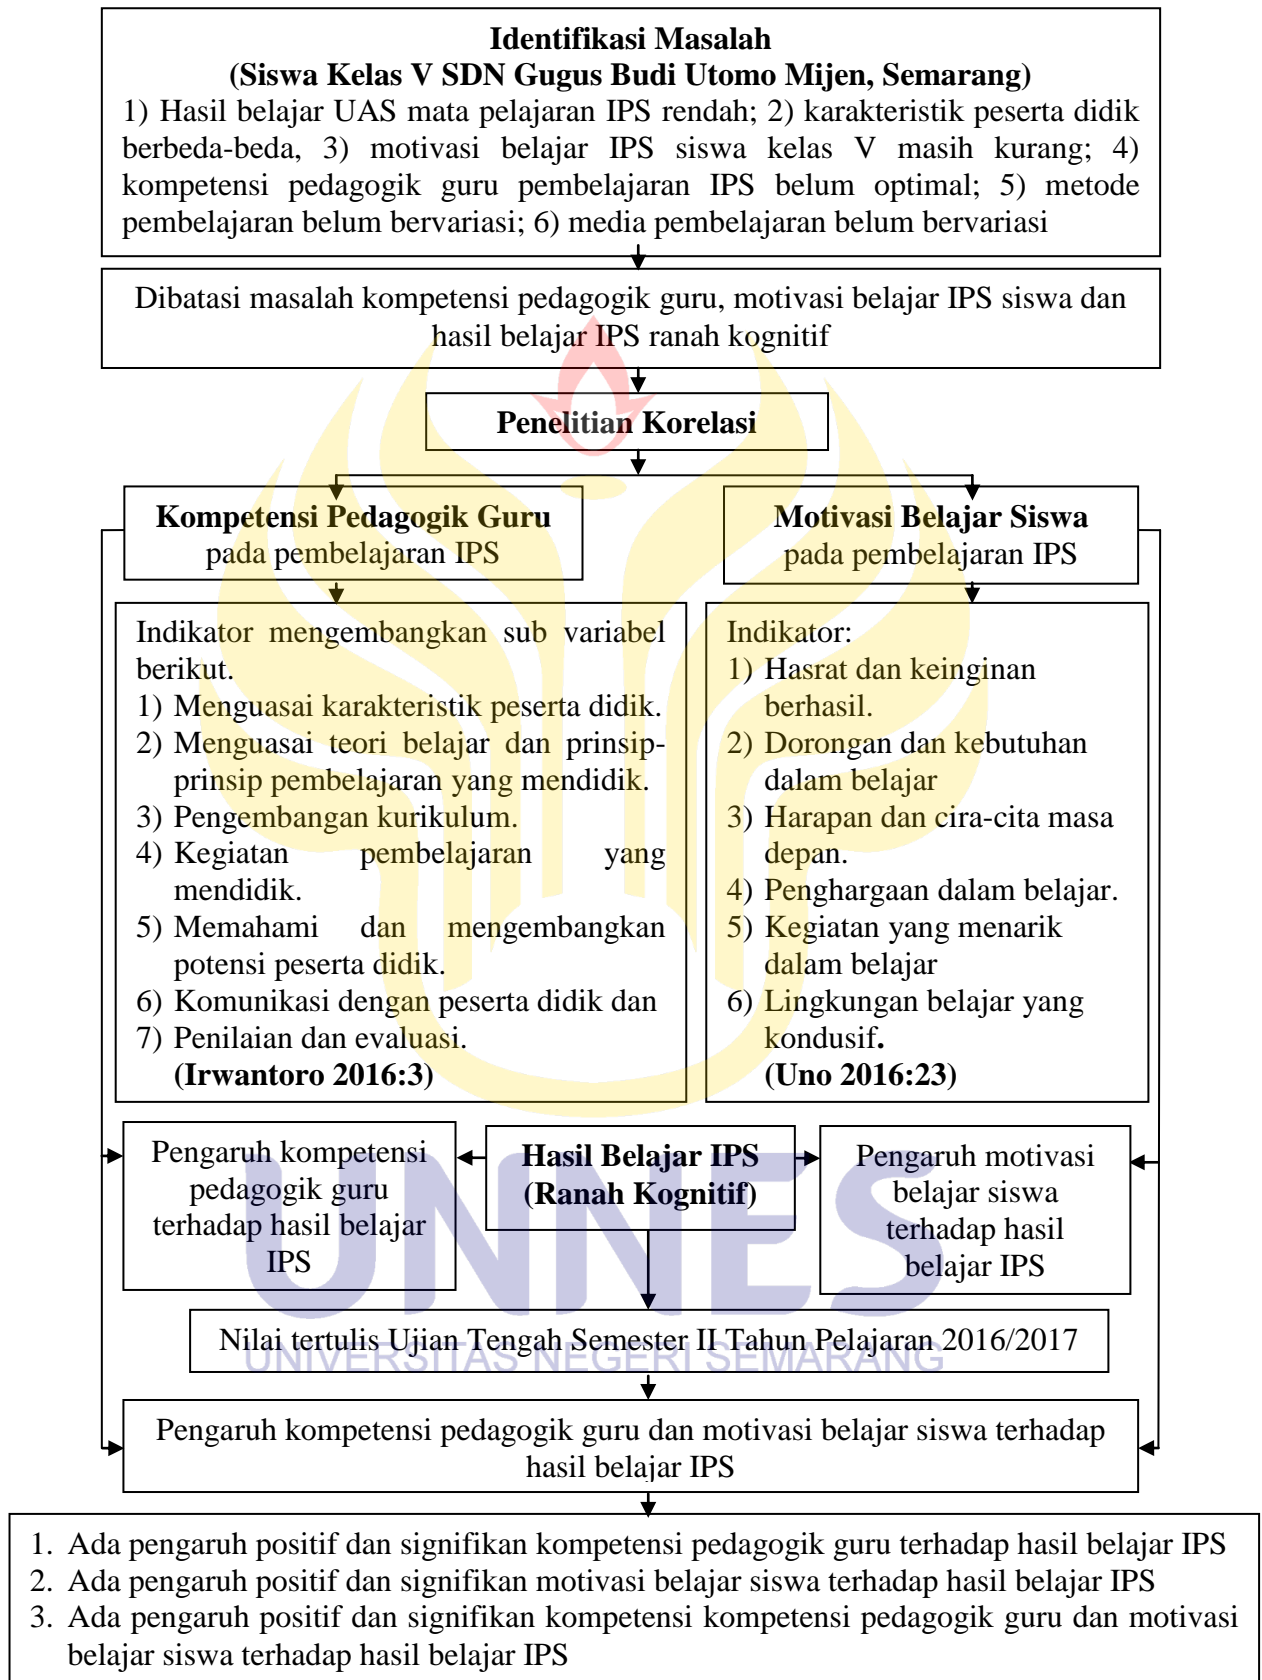 Identifikasi Masalah
(Siswa Kelas V SDN Gugus Budi Utomo Mijen, Semarang)
1) Hasil belajar UAS mata pelajaran IPS rendah; 2) karakteristik peserta didik
berbeda-beda, 3) motivasi belajar IPS siswa kelas V masih kurang; 4)
kompetensi pedagogik guru pembelajaran IPS belum optimal; 5) metode
pembelajaran belum bervariasi; 6) media pembelajaran belum bervariasi
Dibatasi masalah kompetensi pedagogik guru, motivasi belajar IPS siswa dan
hasil belajar IPS ranah kognitif
Penelitian Korelasi
Kompetensi Pedagogik Guru
pada pembelajaran IPS
Motivasi Belajar Siswa
pada pembelajaran IPS
Indikator mengembangkan sub variabel
berikut.
1) Menguasai karakteristik peserta didik.
2) Menguasai teori belajar dan prinsip-
prinsip pembelajaran yang mendidik.
3) Pengembangan kurikulum.
4) Kegiatan pembelajaran yang
mendidik.
5) Memahami dan mengembangkan
potensi peserta didik.
6) Komunikasi dengan peserta didik dan
7) Penilaian dan evaluasi.
(Irwantoro 2016:3)
Indikator:
1) Hasrat dan keinginan
berhasil.
2) Dorongan dan kebutuhan
dalam belajar
3) Harapan dan cira-cita masa
depan.
4) Penghargaan dalam belajar.
5) Kegiatan yang menarik
dalam belajar
6) Lingkungan belajar yang
kondusif.
(Uno 2016:23)
Pengaruh kompetensi
pedagogik guru
terhadap hasil belajar
IPS
Hasil Belajar IPS
(Ranah Kognitif)
Pengaruh motivasi
belajar siswa
terhadap hasil
belajar IPS
UNNES
Nilai tertulis Ujian Tengah Semester II Tahun Pelajaran 2016/2017
UNIVERSITAS NEGERI SEMARANG
Pengaruh kompetensi pedagogik guru dan motivasi belajar siswa terhadap
hasil belajar IPS
1. Ada pengaruh positif dan signifikan kompetensi pedagogik guru terhadap hasil belajar IPS
2. Ada pengaruh positif dan signifikan motivasi belajar siswa terhadap hasil belajar IPS
3. Ada pengaruh positif dan signifikan kompetensi kompetensi pedagogik guru dan motivasi
belajar siswa terhadap hasil belajar IPS